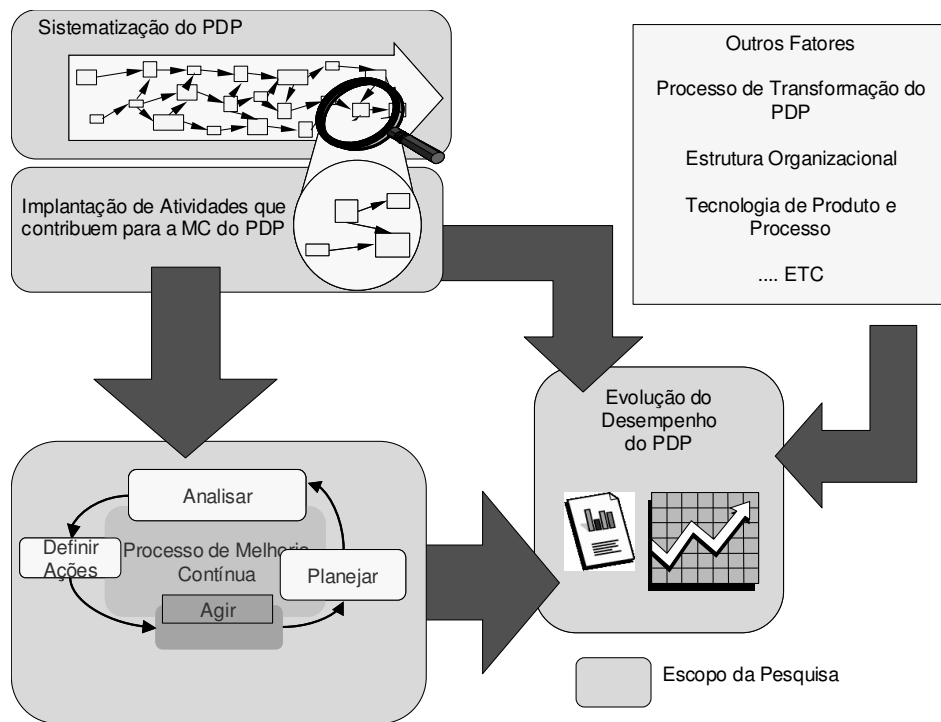 Sistematização do PDP
Implantação de Atividades que
contribuem para a MC do PDP
Outros Fatores
Processo de Transformação do
PDP
Estrutura Organizacional
Tecnologia de Produto e
Processo
.... ETC
Evolução do
Desempenho
do PDP
Analisar
Definir
Ações
Processo de Melhoria
Contínua
Planejar
Agir
Escopo da Pesquisa